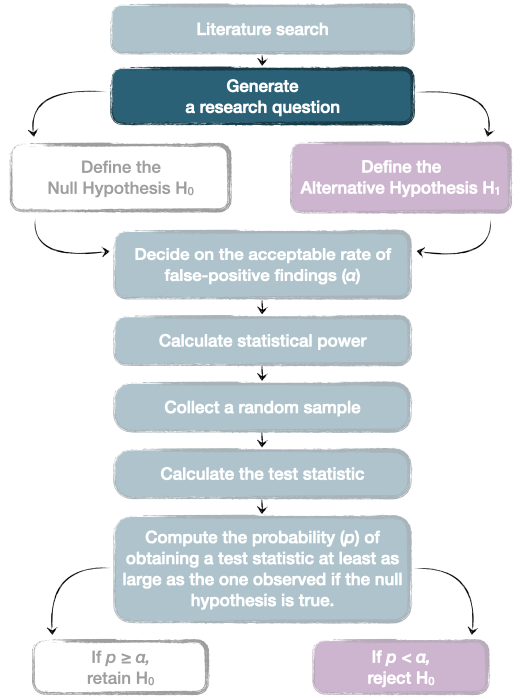 Literature search
Generate
a research question
Define the
Null Hypothesis H₀
Define the
Alternative Hypothesis H₁
Decide on the acceptable rate of
false-positive findings (α)
Calculate statistical power
Collect a random sample
Calculate the test statistic
Compute the probability (p) of
obtaining a test statistic at least as
large as the one observed if the null
hypothesis is true.
If p ≥ α,
retain H₀
If p < α,
reject H₀